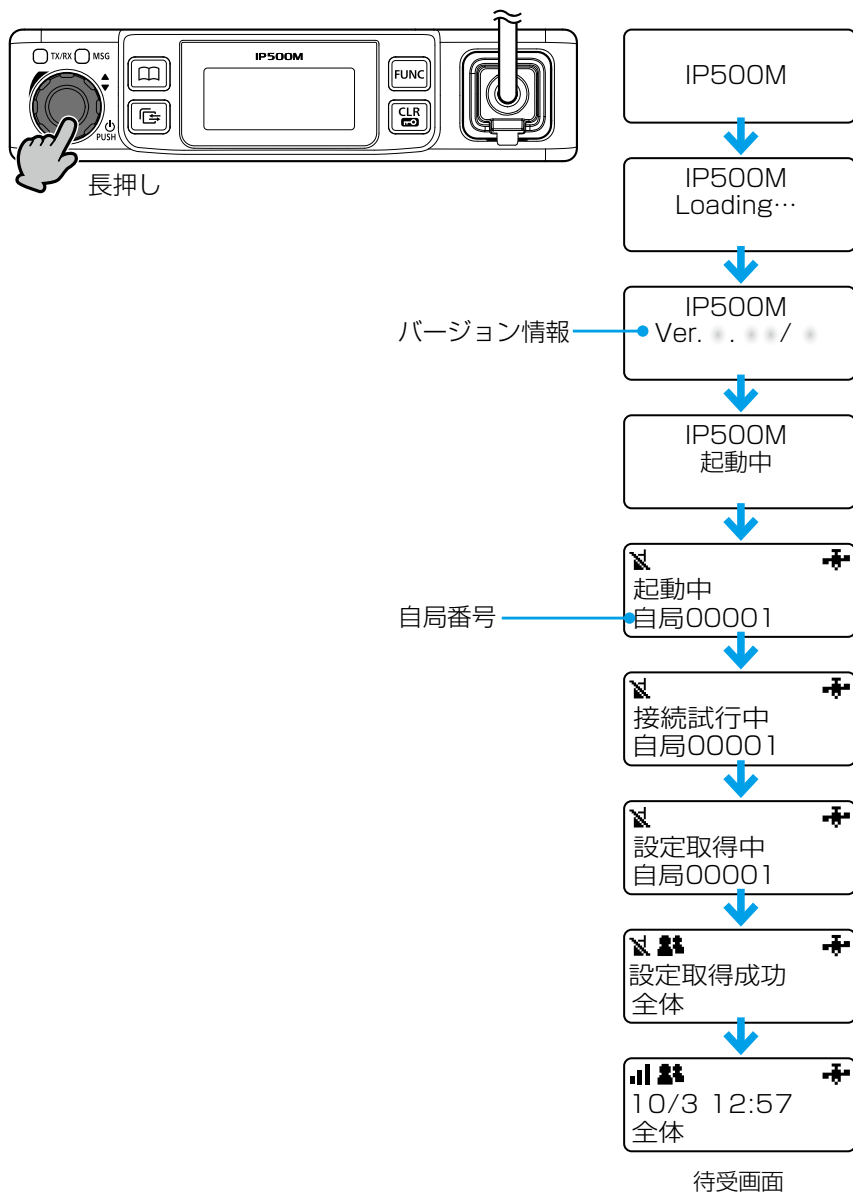 TX/RX MSG
IP500M
FUNC
CLR
PUSH
長押し
IP500M
IP500M
Loading…
バージョン情報
IP500M
Ver.
IP500M
起動中
自局番号
起動中
自局00001
接続試行中
自局00001
設定取得中
自局00001
設定取得成功
全体
10/3 12:57
全体
待受画面